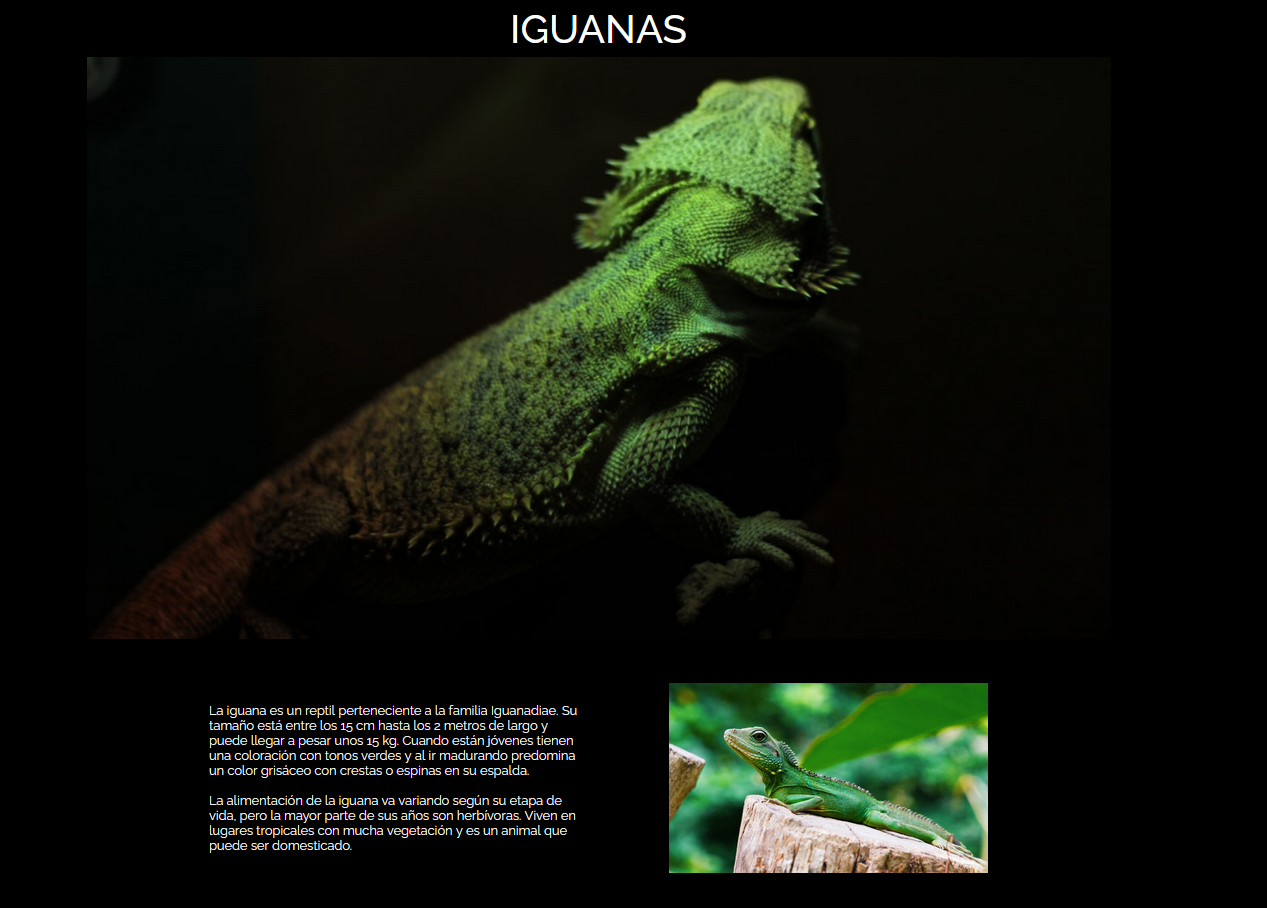 IGUANAS
La iguana es un reptil perteneciente a la familia Iguanadiae. Su
tamaño está entre los 15 cm hasta los 2 metros de largo y
puede llegar a pesar unos 15 kg. Cuando están jóvenes tienen
una coloración con tonos verdes y al ir madurando predomina
un color grisáceo con crestas o espinas en su espalda.
La alimentación de la iguana va variando según su etapa de
vida, pero la mayor parte de sus años son herbívoras. Viven en
lugares tropicales con mucha vegetación y es un animal que
puede ser domesticado.